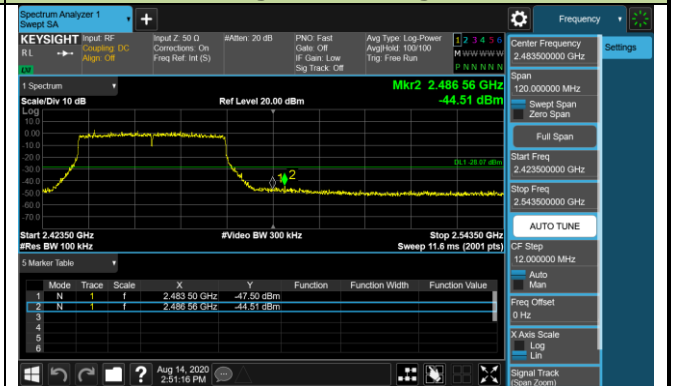 Spectrum Analyzer 1
Swept SA
Frequency
KEYSIGHT
RL
Input: RF
Coupling: DC
Align: Off
Input Z: 50 Ω
Corrections: On
Freq Ref: Int (S)
#Atten: 20 dB
PNO: Fast
Gate: Off
IF Gain: Low
Sig Track: Off
Avg Type: Log-Power
Avg|Hold: 100/100
Trig: Free Run
1 2 3 4 5 6
M W W W W W
P N N N N N
Settings
Center Frequency
2.483500000 GHz
Span
120.000000 MHz
Swept Span
Zero Span
Full Span
Start Freq
2.423500000 GHz
Stop Freq
2.543500000 GHz
AUTO TUNE
CF Step
12.000000 MHz
Auto
Man
Freq Offset
0 Hz
X Axis Scale
Log
Lin
Signal Track
(Span Zoom)
1 Spectrum
Scale/Div 10 dB
Ref Level 20.00 dBm
Mkr2 2.486 56 GHz
-44.51 dBm
Log
10.0
0.00
-10.0
-20.0
-30.0
-40.0
-50.0
-60.0
-70.0
DL1 -28.07 dBm
1
2
Start 2.42350 GHz
#Video BW 300 kHz
Stop 2.54350 GHz
#Res BW 100 kHz
Sweep 11.6 ms (2001 pts)
5 Marker Table
Mode Trace Scale X Y Function Function Width Function Value
1 N 1 f 2.483 50 GHz -47.50 dBm
2 N 1 f 2.486 56 GHz -44.51 dBm
3
4
5
6
Aug 14, 2020
2:51:16 PM